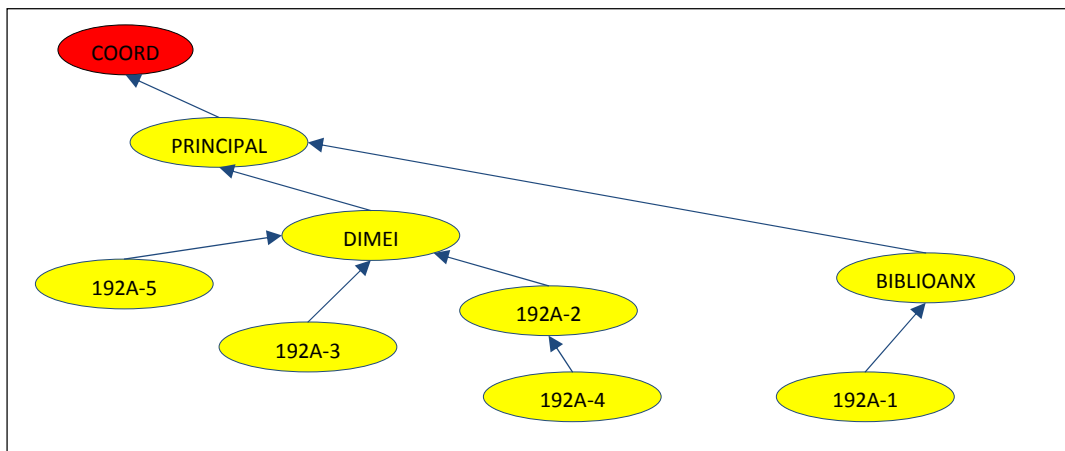 COORD
PRINCIPAL
DIMEI
BIBLIOANX
192A-5
192A-2
192A-3
192A-4
192A-1